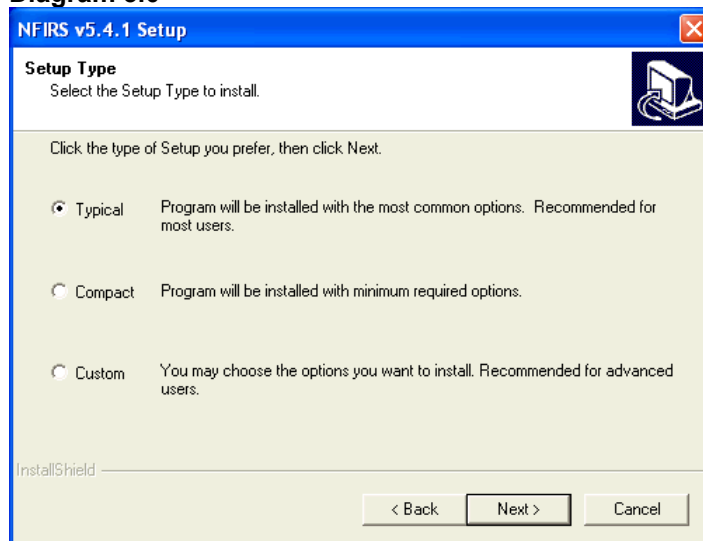 NFIRS v5.4.1 Setup
Setup Type
Select the Setup Type to install.
Click the type of Setup you prefer, then click Next.
Typical Program will be installed with the most common options. Recommended for
most users.
Compact Program will be installed with minimum required options.
Custom You may choose the options you want to install. Recommended for advanced
users.
InstallShield
< Back Next > Cancel